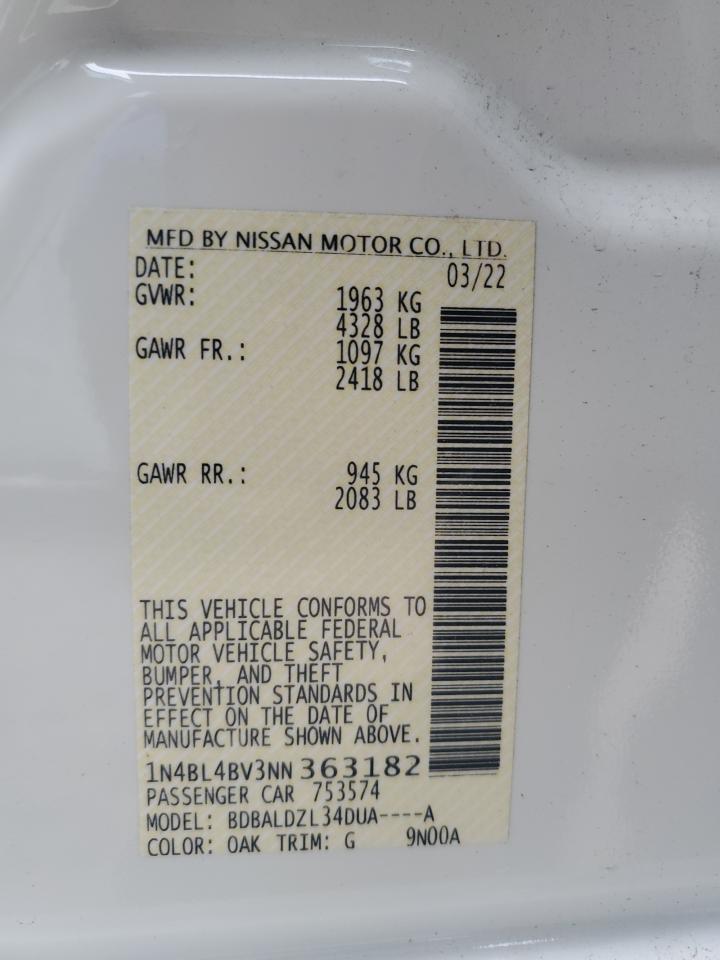 MFD BY NISSAN MOTOR CO., LTD.
DATE: 03/22
GVWR: 1963 KG
4328 LB
GAWR FR.: 1097 KG
2418 LB
GAWR RR.: 945 KG
2083 LB
THIS VEHICLE CONFORMS TO
ALL APPLICABLE FEDERAL
MOTOR VEHICLE SAFETY,
BUMPER, AND THEFT
PREVENTION STANDARDS IN
EFFECT ON THE DATE OF
MANUFACTURE SHOWN ABOVE.
1N4BL4BV3NN363182
PASSENGER CAR 753574
MODEL: BDBALDZL34DUA----A
COLOR: OAK TRIM: G 9N00A